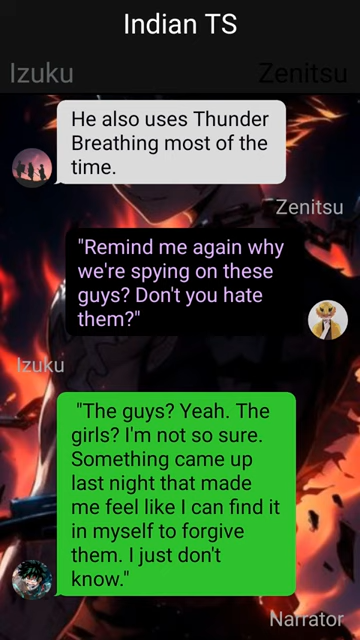 Indian TS
Izuku
Zenitsu
He also uses Thunder
Breathing most of the
time.
Zenitsu
"Remind me again why
we're spying on these
guys? Don't you hate
them?"
Izuku
"The guys? Yeah. The
girls? I'm not so sure.
Something came up
last night that made
me feel like I can find it
in myself to forgive
them. I just don't
know."
Narrator